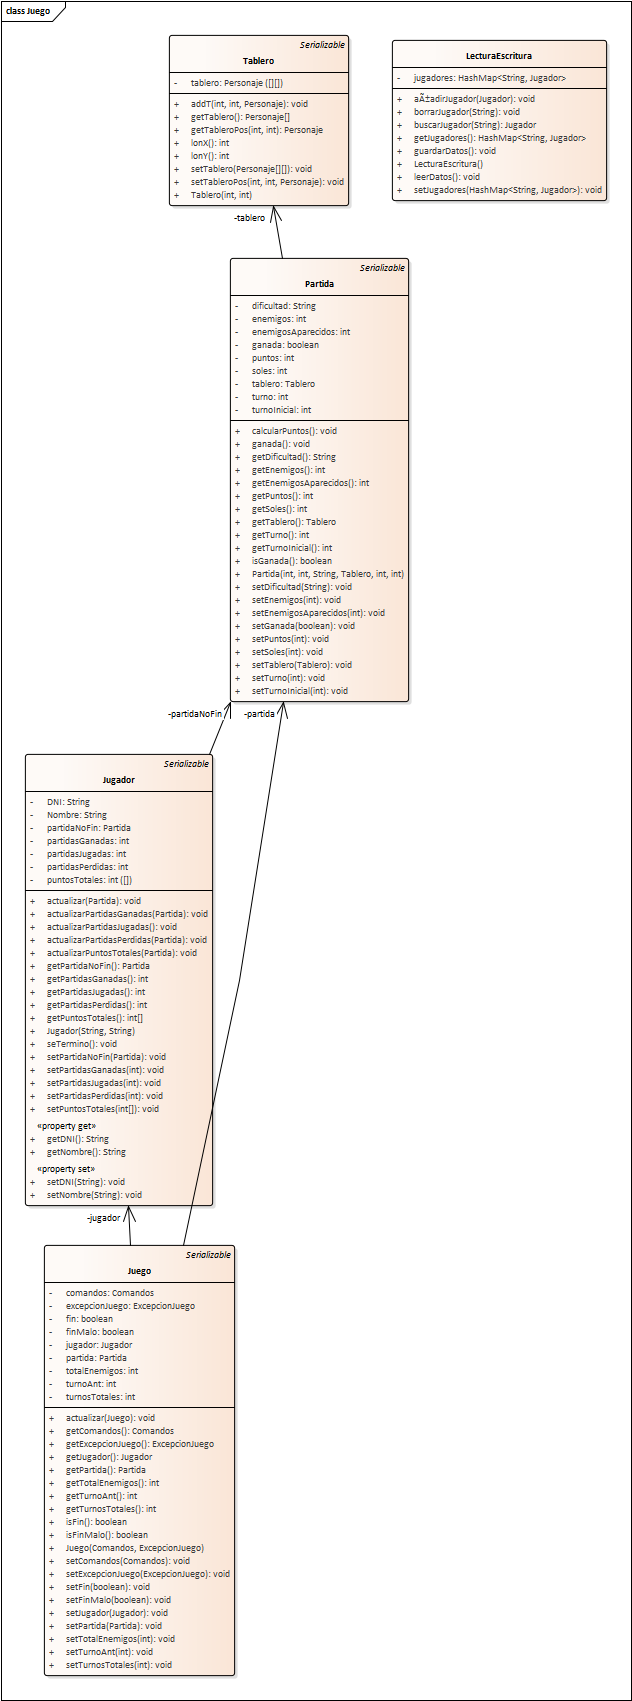 class Juego
Serializable
Tablero
- tablero: Personaje ([][])
+ addT(int, int, Personaje): void
+ getTablero(): Personaje[]
+ getTableroPos(int, int): Personaje
+ lonX(): int
+ lonY(): int
+ setTablero(Personaje[][]): void
+ setTableroPos(int, int, Personaje): void
+ Tablero(int, int)
LecturaEscritura
- jugadores: HashMap<String, Jugador>
+ aÃ±adirJugador(Jugador): void
+ borrarJugador(String): void
+ buscarJugador(String): Jugador
+ getJugadores(): HashMap<String, Jugador>
+ guardarDatos(): void
+ LecturaEscritura()
+ leerDatos(): void
+ setJugadores(HashMap<String, Jugador>): void
-tablero
Serializable
Partida
- dificultad: String
- enemigos: int
- enemigosAparecidos: int
- ganada: boolean
- puntos: int
- soles: int
- tablero: Tablero
- turno: int
- turnoInicial: int
+ calcularPuntos(): void
+ ganada(): void
+ getDificultad(): String
+ getEnemigos(): int
+ getEnemigosAparecidos(): int
+ getPuntos(): int
+ getSoles(): int
+ getTablero(): Tablero
+ getTurno(): int
+ getTurnoInicial(): int
+ isGanada(): boolean
+ Partida(int, int, String, Tablero, int, int)
+ setDificultad(String): void
+ setEnemigos(int): void
+ setEnemigosAparecidos(int): void
+ setGanada(boolean): void
+ setPuntos(int): void
+ setSoles(int): void
+ setTablero(Tablero): void
+ setTurno(int): void
+ setTurnoInicial(int): void
-partidaNoFin
-partida
Serializable
Jugador
- DNI: String
- Nombre: String
- partidaNoFin: Partida
- partidasGanadas: int
- partidasJugadas: int
- partidasPerdidas: int
- puntosTotales: int ([])
+ actualizar(Partida): void
+ actualizarPartidasGanadas(Partida): void
+ actualizarPartidasJugadas(): void
+ actualizarPartidasPerdidas(Partida): void
+ actualizarPuntosTotales(Partida): void
+ getPartidaNoFin(): Partida
+ getPartidasGanadas(): int
+ getPartidasJugadas(): int
+ getPartidasPerdidas(): int
+ getPuntosTotales(): int[]
+ Jugador(String, String)
+ seTermino(): void
+ setPartidaNoFin(Partida): void
+ setPartidasGanadas(int): void
+ setPartidasJugadas(int): void
+ setPartidasPerdidas(int): void
+ setPuntosTotales(int[]): void
«property get»
+ getDNI(): String
+ getNombre(): String
«property set»
+ setDNI(String): void
+ setNombre(String): void
-jugador
Serializable
Juego
- comandos: Comandos
- excepcionJuego: ExcepcionJuego
- fin: boolean
- finMalo: boolean
- jugador: Jugador
- partida: Partida
- totalEnemigos: int
- turnoAnt: int
- turnosTotales: int
+ actualizar(Juego): void
+ getComandos(): Comandos
+ getExcepcionJuego(): ExcepcionJuego
+ getJugador(): Jugador
+ getPartida(): Partida
+ getTotalEnemigos(): int
+ getTurnoAnt(): int
+ getTurnosTotales(): int
+ isFin(): boolean
+ isFinMalo(): boolean
+ Juego(Comandos, ExcepcionJuego)
+ setComandos(Comandos): void
+ setExcepcionJuego(ExcepcionJuego): void
+ setFin(boolean): void
+ setFinMalo(boolean): void
+ setJugador(Jugador): void
+ setPartida(Partida): void
+ setTotalEnemigos(int): void
+ setTurnoAnt(int): void
+ setTurnosTotales(int): void